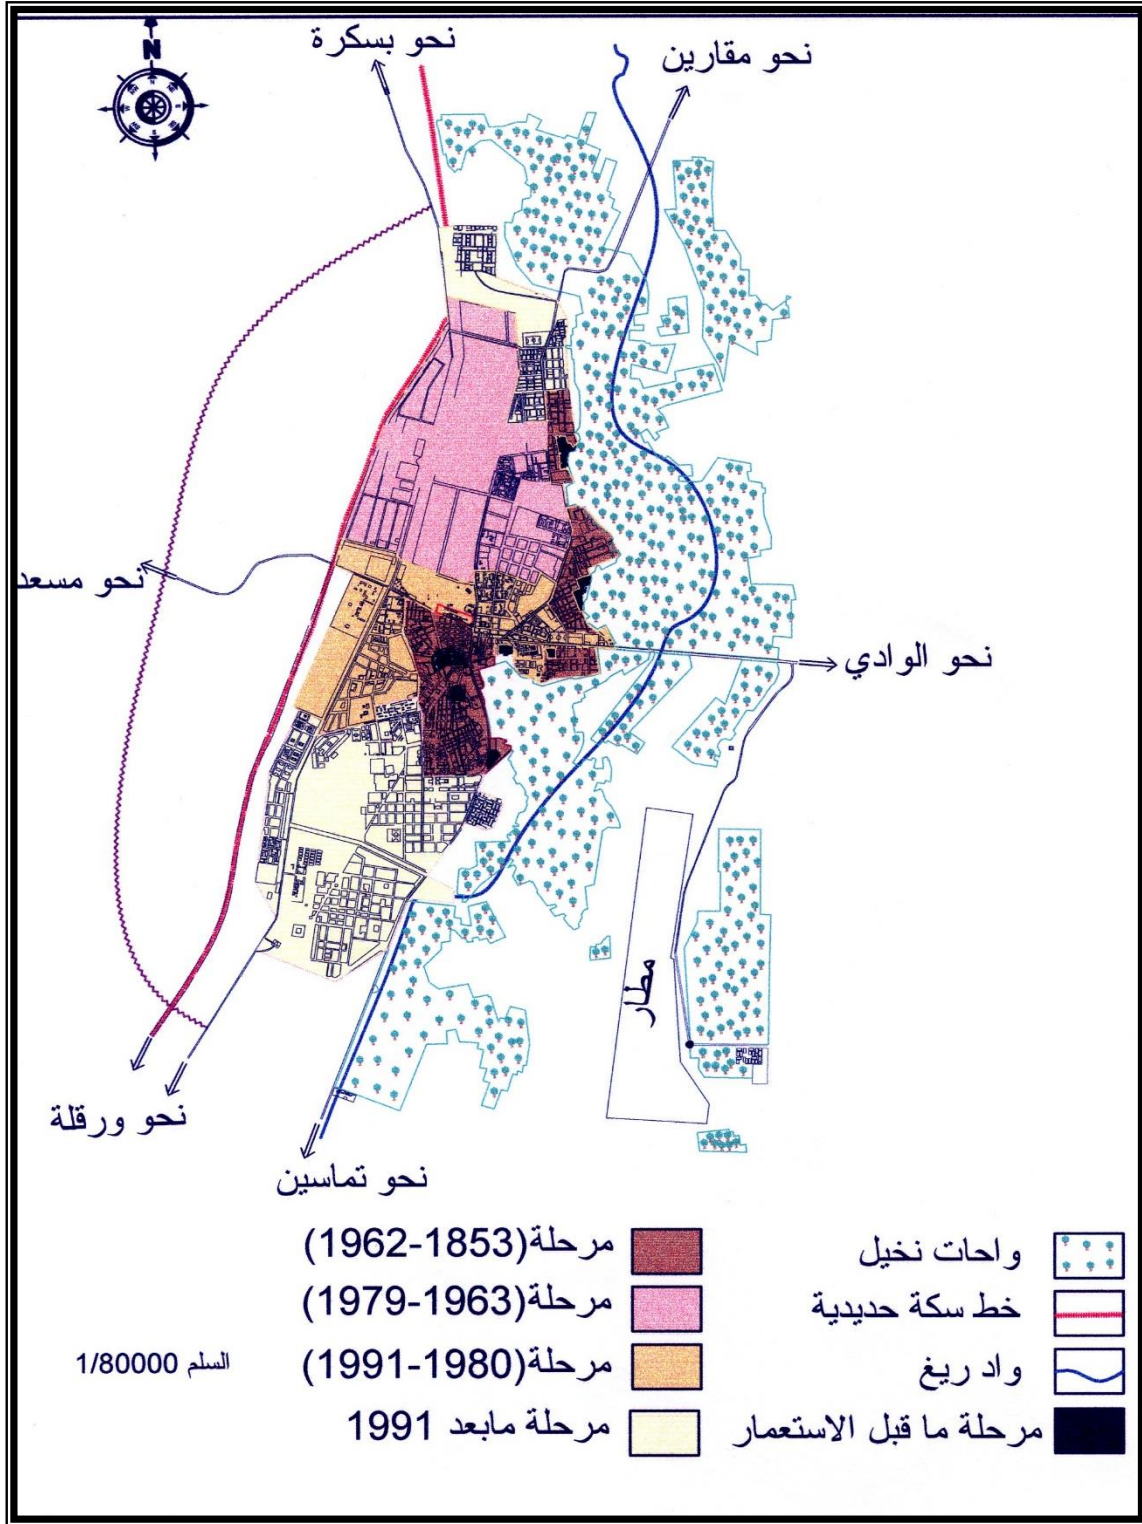 N
نحو بسكرة
نحو مقارين
نحو مسعد
نحو الوادي
مطار
نحو ورقلة
نحو تماسين
واحات نخيل
خط سكة حديدية
واد ريغ
مرحلة ما قبل الاستعمار
مرحلة(1853-1962)
مرحلة(1963-1979)
مرحلة(1980-1991)
مرحلة مابعد 1991
السلم 1/80000